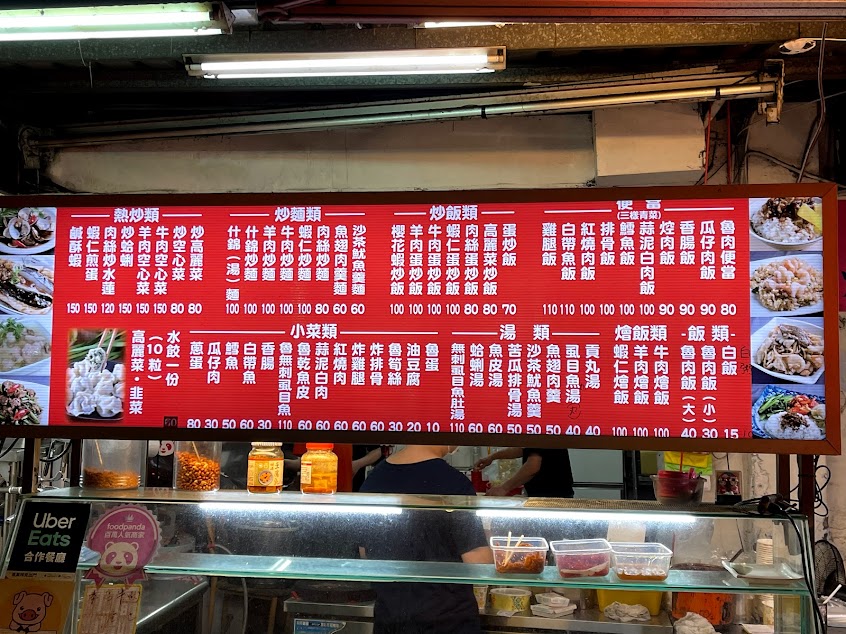 便當
(三樣青菜)
魯肉便當 80
瓜仔肉飯 90
香腸飯 90
焢肉飯 90
蒜泥白肉飯 100
鱈魚飯 100
排骨飯 100
紅燒肉飯 100
白帶魚飯 110
雞腿飯 110
炒飯類
蛋炒飯 70
高麗菜炒飯 80
肉絲蛋炒飯 80
蝦仁蛋炒飯 100
牛肉蛋炒飯 100
羊肉蛋炒飯 100
櫻花蝦炒飯 100
炒麵類
沙茶魷魚羹麵 60
魚翅肉羹麵 60
肉絲炒麵 80
蝦仁炒麵 100
牛肉炒麵 100
羊肉炒麵 100
什錦炒麵 100
什錦(湯)麵 100
熱炒類
炒高麗菜 80
炒空心菜 80
牛肉空心菜 150
羊肉空心菜 150
炒蛤蜊 150
肉絲炒水蓮 120
蝦仁煎蛋 150
鹹酥蝦 150
飯類
白飯 15
魯肉飯(小) 30
魯肉飯(大) 40
燴飯類
牛肉燴飯 100
羊肉燴飯 100
蝦仁燴飯 100
湯類
貢丸湯 40
虱目魚湯 40
魚翅肉羹 50
沙茶魷魚羹 50
苦瓜排骨湯 50
魚皮湯 60
蛤蜊湯 60
無刺虱目魚肚湯 110
小菜類
魯蛋 10
油豆腐 20
魯筍絲 30
炸排骨 60
炸雞腿 60
紅燒肉 60
蒜泥白肉 60
魯乾魚皮 60
魯無刺虱目魚 110
香腸 30
白帶魚 60
鱈魚 50
瓜仔肉 30
蔥蛋 80
水餃一份
(10粒)
高麗菜・韭菜
60
Uber
Eats
合作餐廳
foodpanda
百萬人氣商家